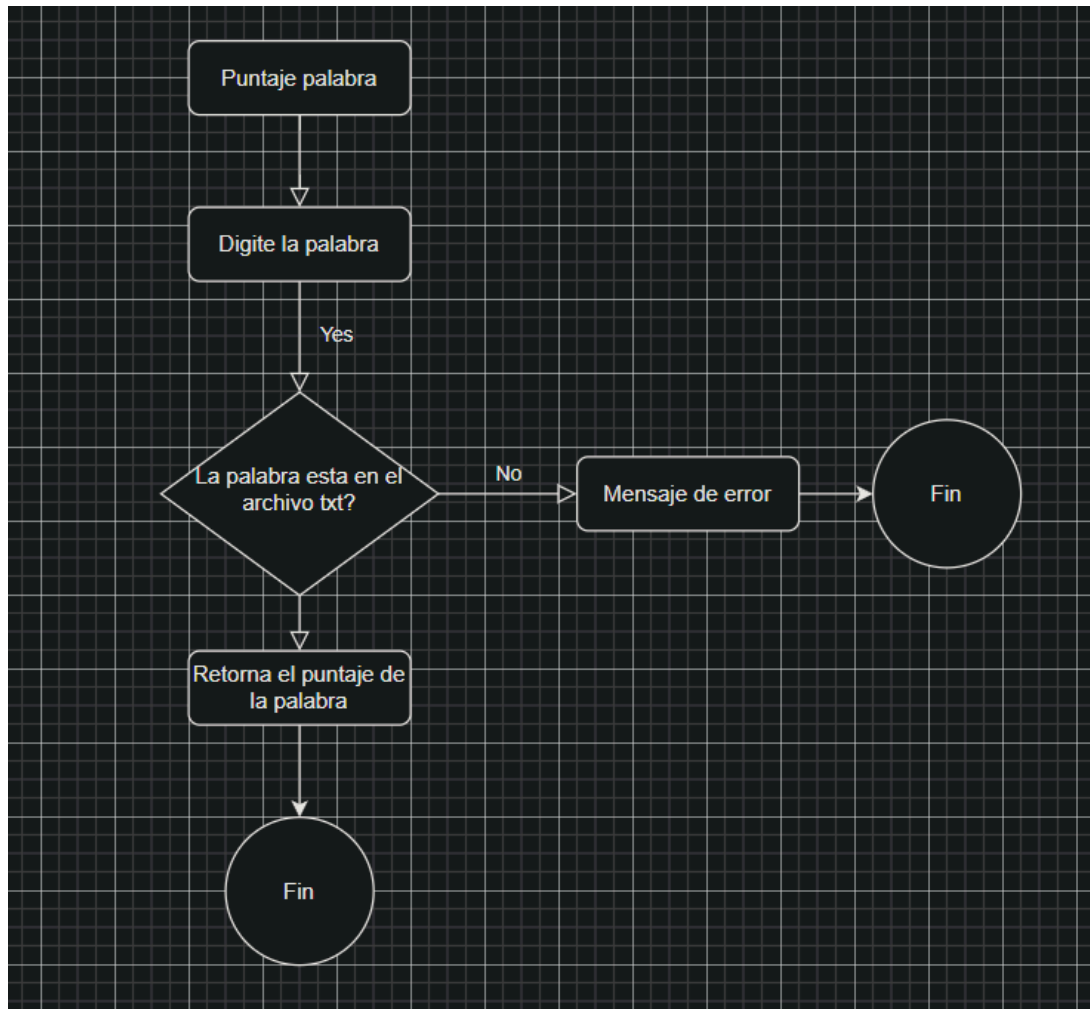 Puntaje palabra
Digite la palabra
Yes
La palabra esta en el
archivo txt?
No
Mensaje de error
Fin
Retorna el puntaje de
la palabra
Fin